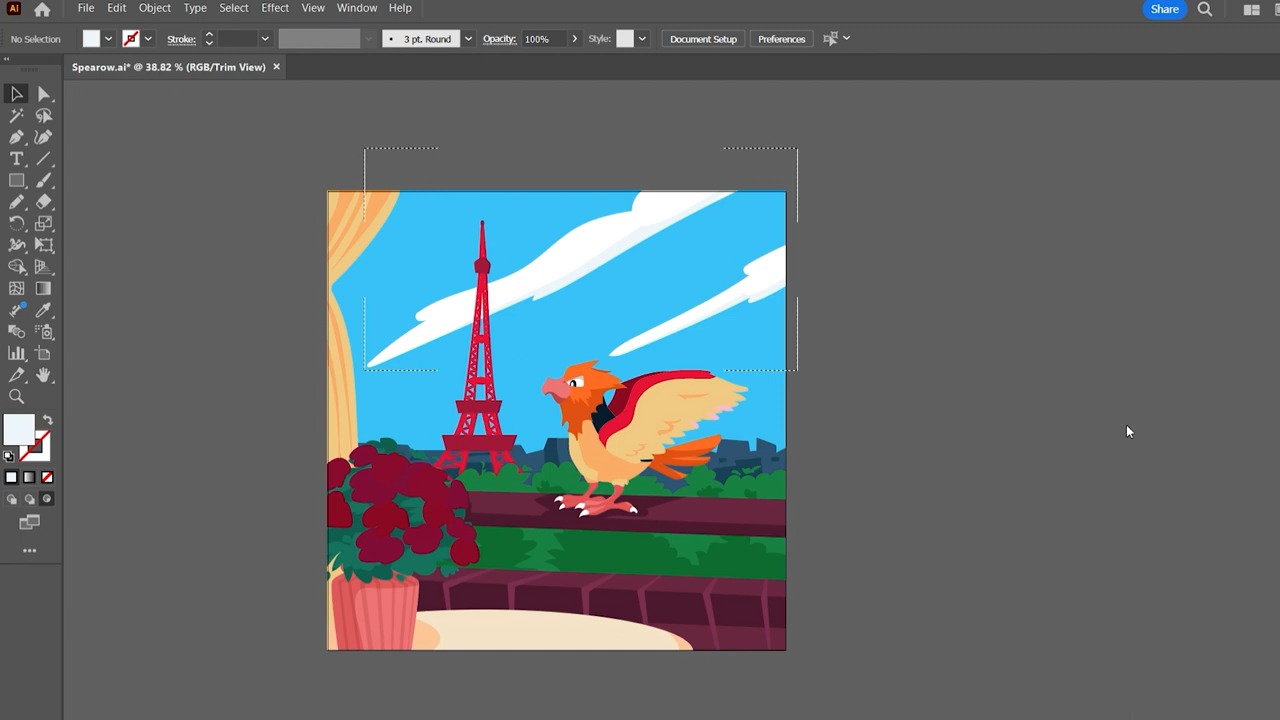 Ai File Edit Object Type Select Effect View Window Help Share
No Selection Stroke: 3 pt. Round Opacity: 100% Style: Document Setup Preferences
Spearow.ai* @ 38.82 % (RGB/Trim View) ×